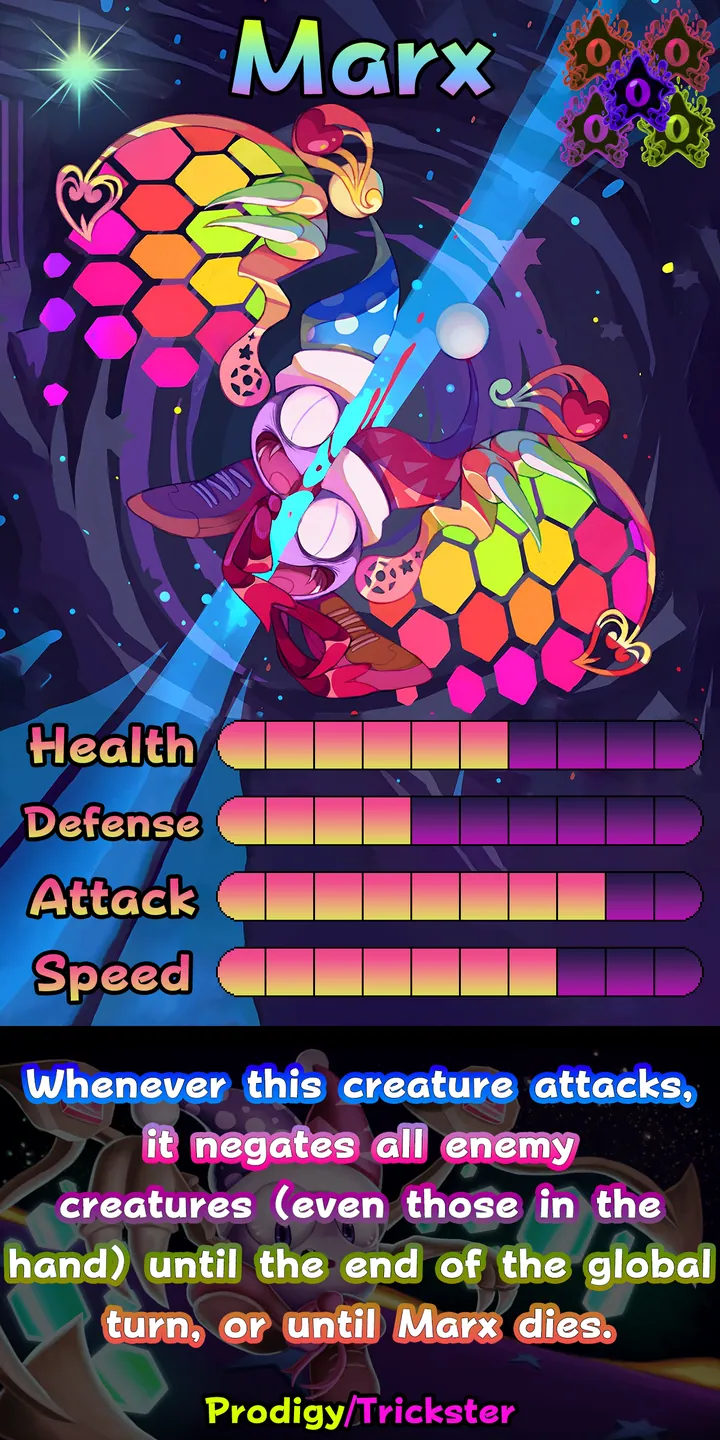 Marx
Health
Defense
Attack
Speed
Whenever this creature attacks,
it negates all enemy
creatures (even those in the
hand) until the end of the global
turn, or until Marx dies.
Prodigy/Trickster